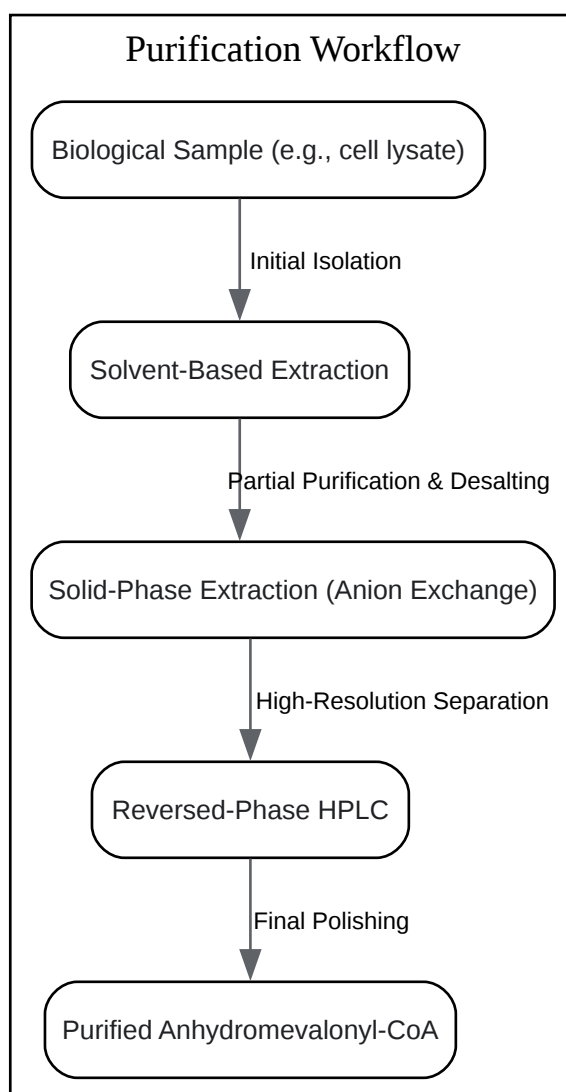 Purification Workflow
Biological Sample (e.g., cell lysate)
Initial Isolation
Solvent-Based Extraction
Partial Purification & Desalting
Solid-Phase Extraction (Anion Exchange)
High-Resolution Separation
Reversed-Phase HPLC
Final Polishing
Purified Anhydromevalonyl-CoA